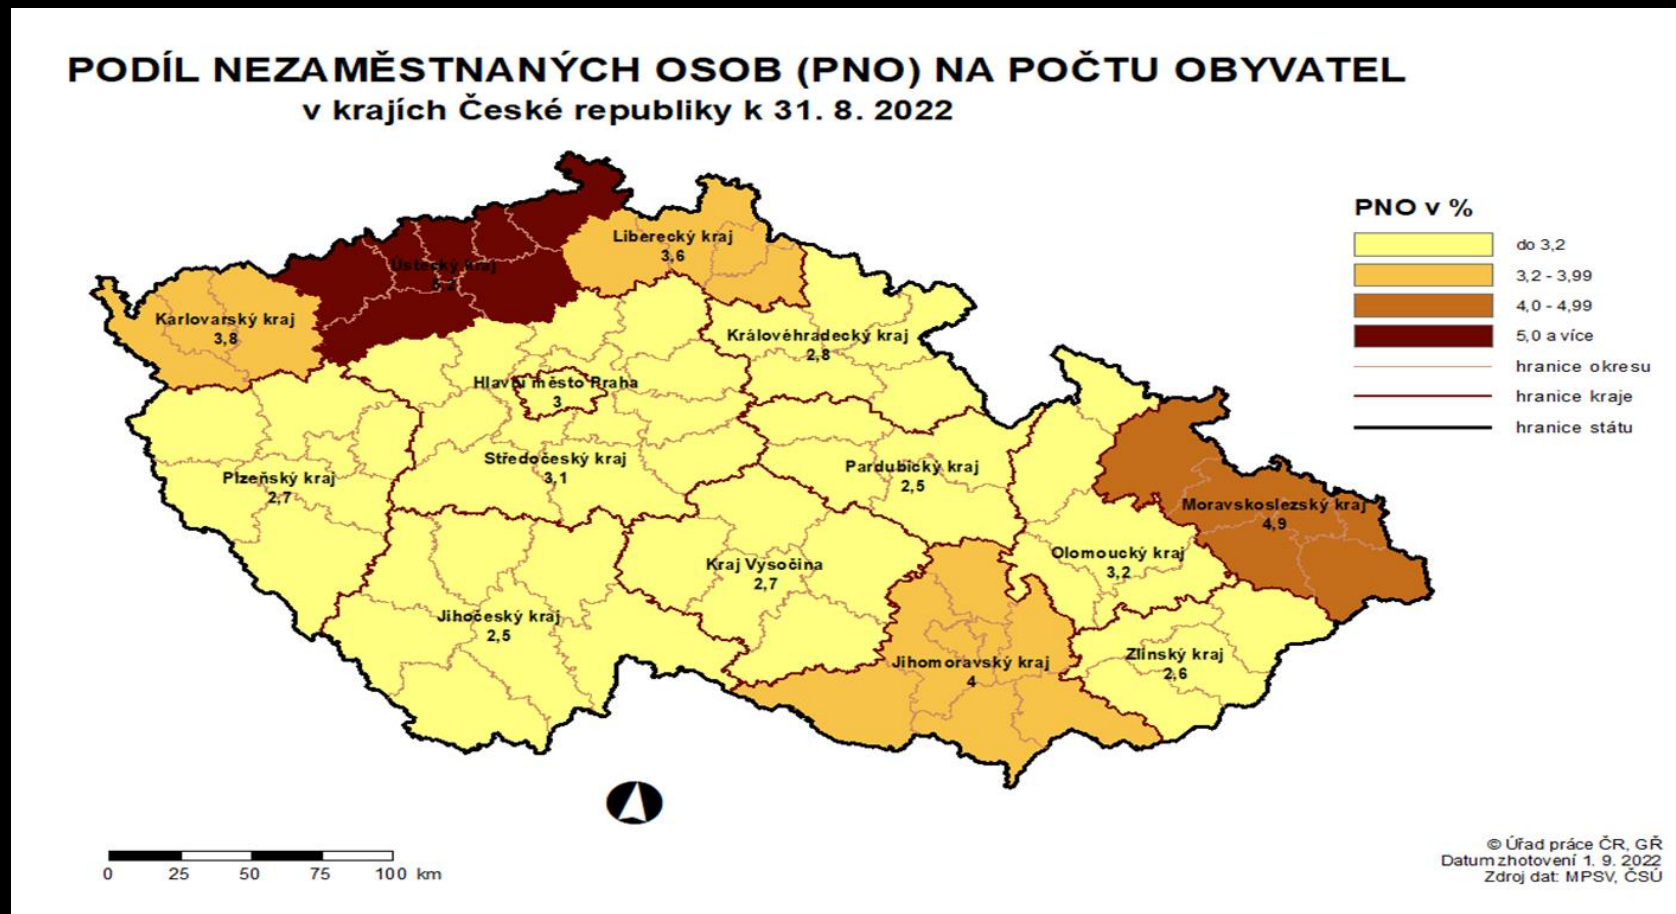 PODÍL NEZAMĚSTNANÝCH OSOB (PNO) NA POČTU OBYVATEL
v krajích České republiky k 31. 8. 2022
PNO v %
do 3,2
3,2 - 3,99
4,0 - 4,99
5,0 a více
hranice okresu
hranice kraje
hranice státu
Liberecký kraj
3,6
Ústecký kraj
Karlovarský kraj
3,8
Královéhradecký kraj
2,8
Hlavní město Praha
3
Středočeský kraj
3,1
Plzeňský kraj
2,7
Pardubický kraj
2,5
Moravskoslezský kraj
4,9
Olomoucký kraj
3,2
Kraj Vysočina
2,7
Jihočeský kraj
2,5
Jihomoravský kraj
4
Zlínský kraj
2,6
0 25 50 75 100 km
© Úřad práce ČR, GŘ
Datum zhotovení 1. 9. 2022
Zdroj dat: MPSV, ČSÚ